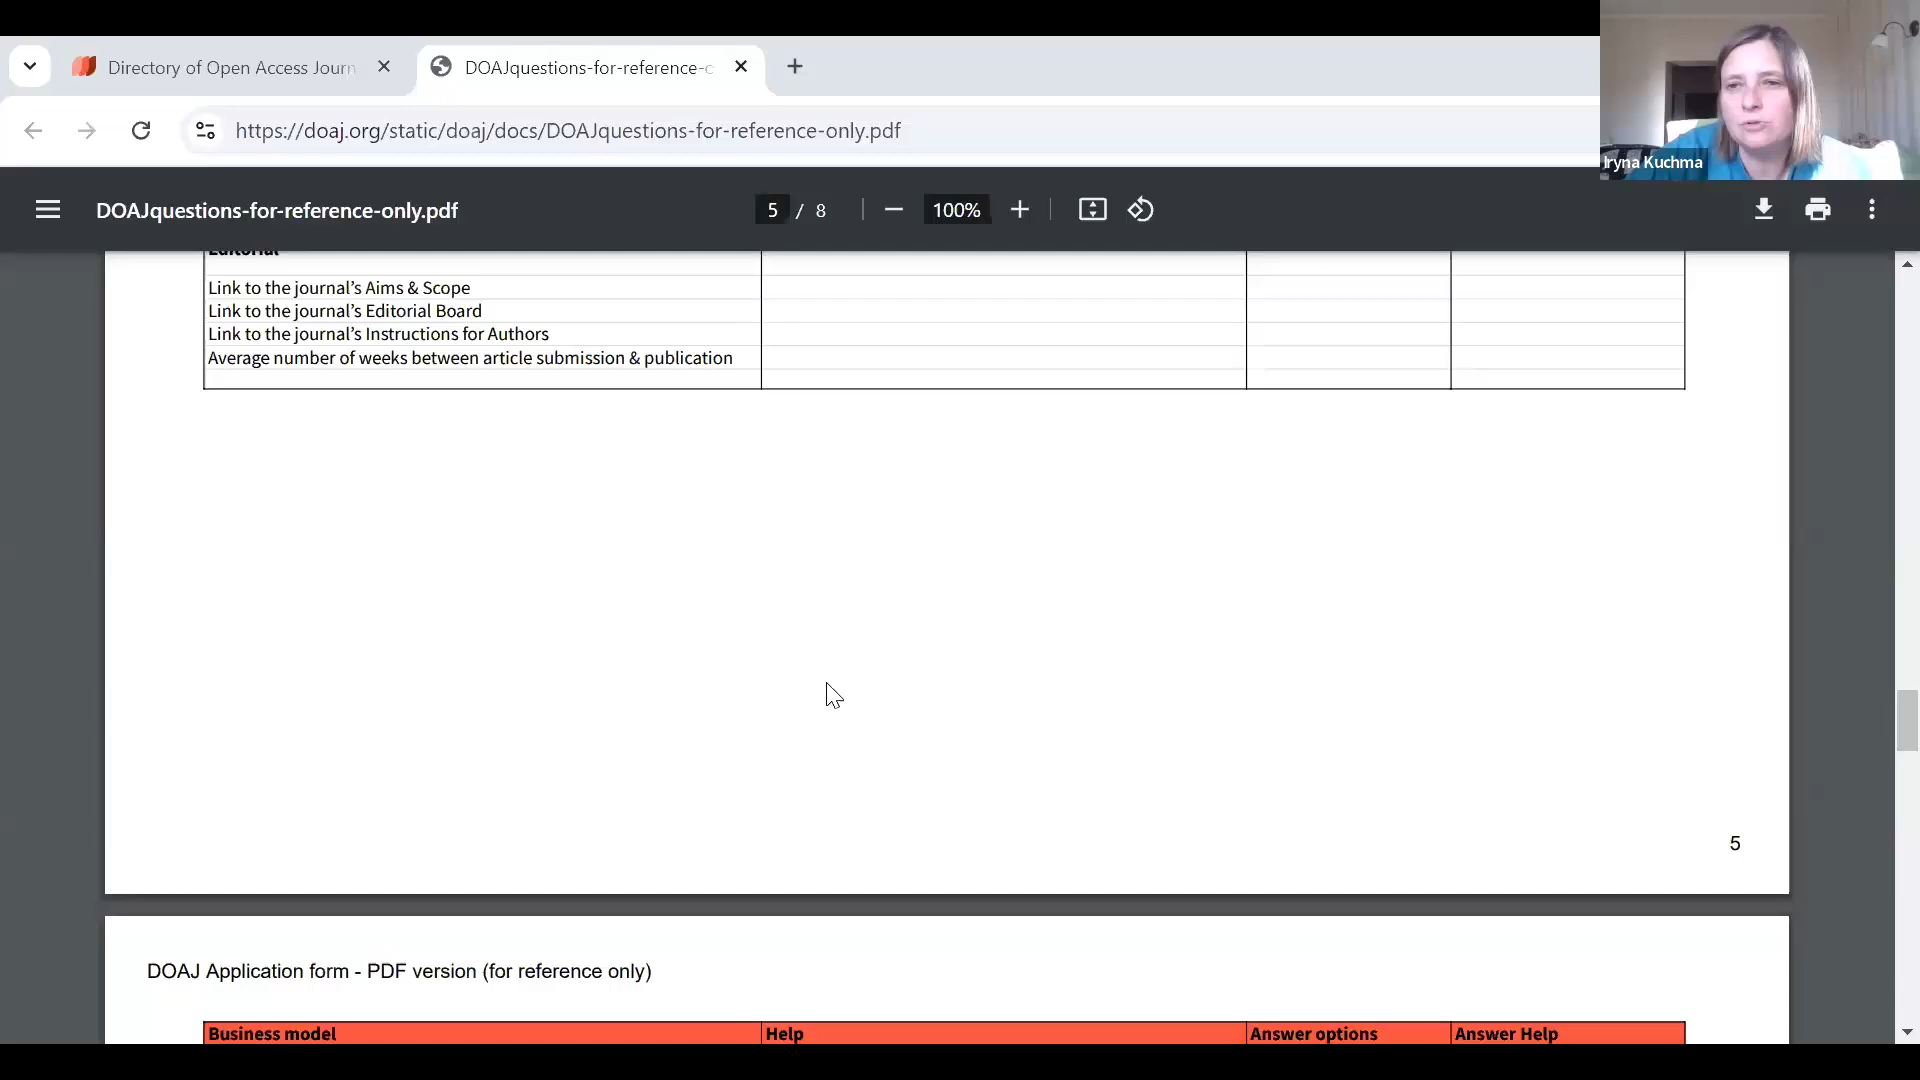 Directory of Open Access Journ
DOAJquestions-for-reference-c
https://doaj.org/static/doaj/docs/DOAJquestions-for-reference-only.pdf
Iryna Kuchma
DOAJquestions-for-reference-only.pdf
5 / 8
100%
Editorial
Link to the journal’s Aims & Scope
Link to the journal’s Editorial Board
Link to the journal’s Instructions for Authors
Average number of weeks between article submission & publication
5
DOAJ Application form - PDF version (for reference only)
Business model Help Answer options Answer Help